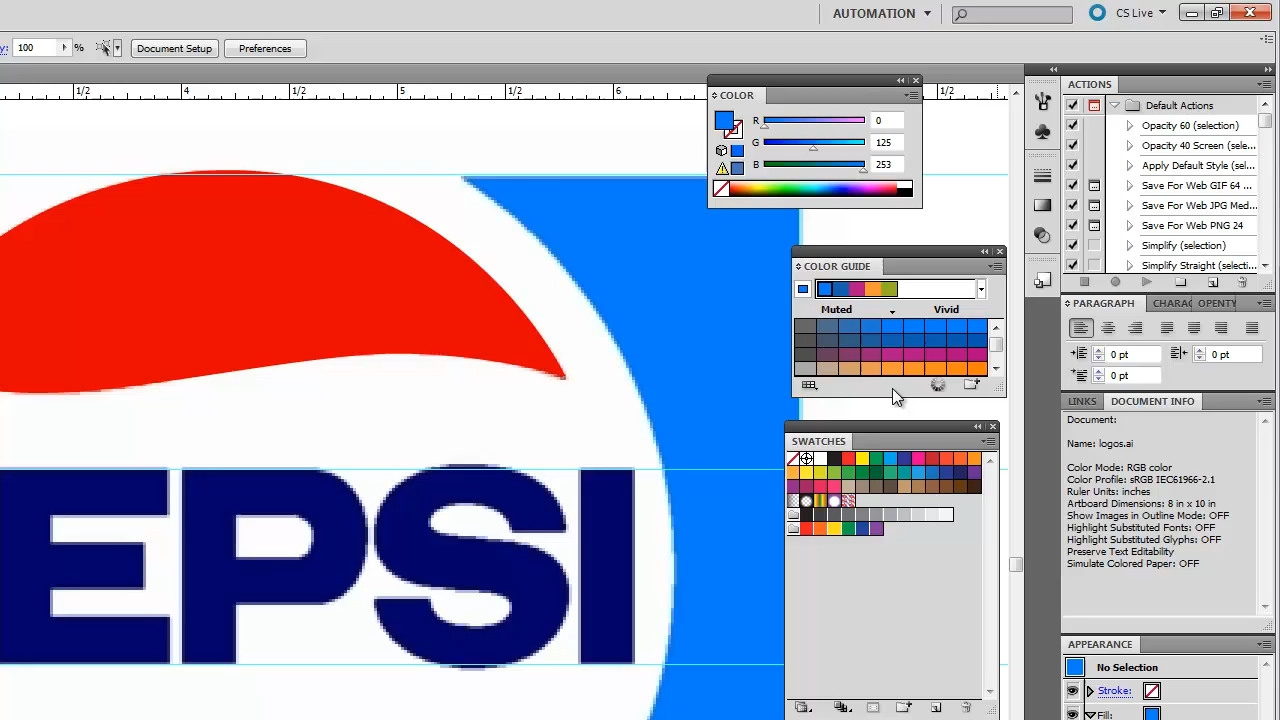 AUTOMATION
CS Live
y: 100 % Document Setup Preferences
1/2 4 1/2 5 1/2 6 1/2
COLOR
R 0
G 125
B 253
COLOR GUIDE
Muted Vivid
SWATCHES
EPSI
ACTIONS
Default Actions
Opacity 60 (selection)
Opacity 40 Screen (sele...
Apply Default Style (sel...
Save For Web GIF 64 ...
Save For Web JPG Med...
Save For Web PNG 24
Simplify (selection)
Simplify Straight (selecti...
PARAGRAPH CHARAC OPENTY
0 pt 0 pt
0 pt
LINKS DOCUMENT INFO
Document:
Name: logos.ai
Color Mode: RGB color
Color Profile: sRGB IEC61966-2.1
Ruler Units: inches
Artboard Dimensions: 8 in x 10 in
Show Images in Outline Mode: OFF
Highlight Substituted Fonts: OFF
Highlight Substituted Glyphs: OFF
Preserve Text Editability
Simulate Colored Paper: OFF
APPEARANCE
No Selection
Stroke:
Fill: